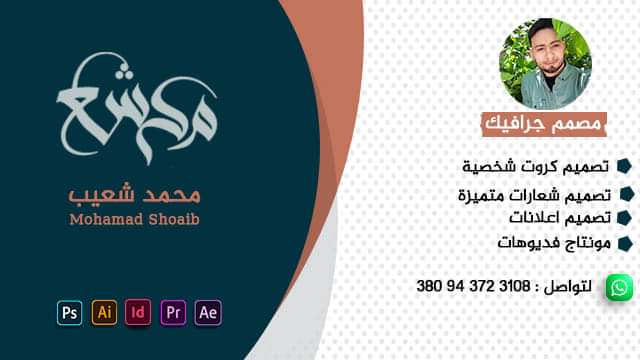 محمد شعيب
Mohamad Shoaib
Ps Ai Id Pr Ae
مصمم جرافيك
تصميم كروت شخصية
تصميم شعارات متميزة
تصميم اعلانات
مونتاج فديوهات
لتواصل : 3108 372 94 380